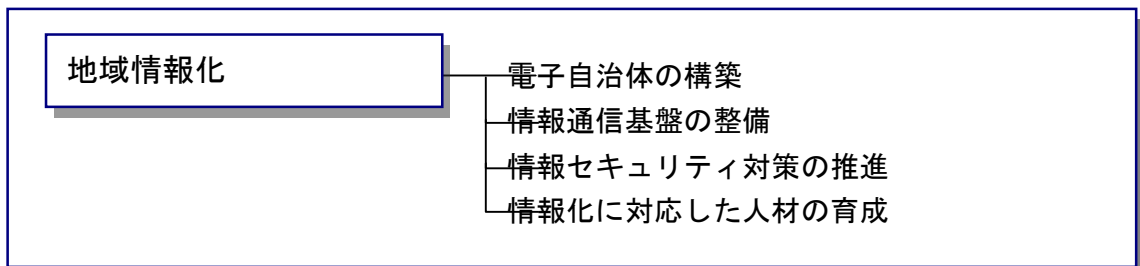 地域情報化
電子自治体の構築
情報通信基盤の整備
情報セキュリティ対策の推進
情報化に対応した人材の育成